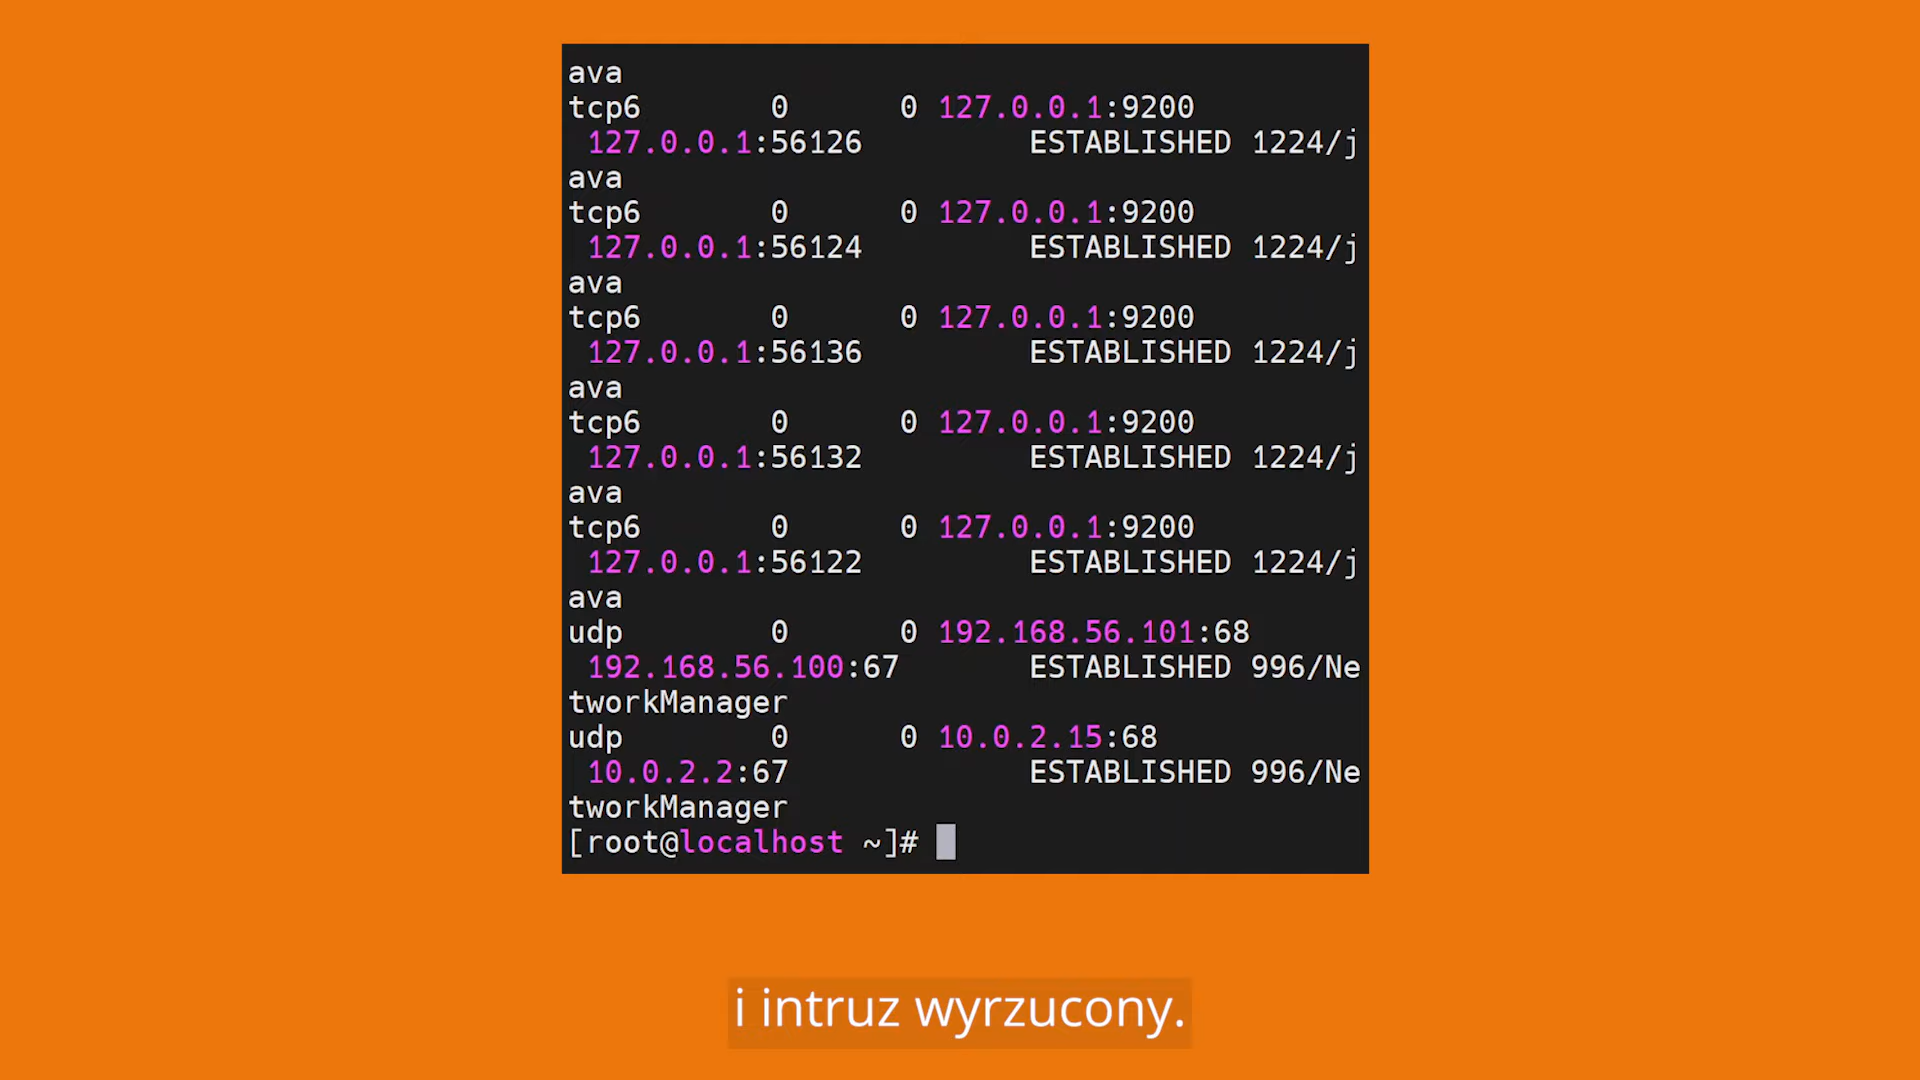 ava
tcp6 0 0 127.0.0.1:9200
127.0.0.1:56126 ESTABLISHED 1224/j
ava
tcp6 0 0 127.0.0.1:9200
127.0.0.1:56124 ESTABLISHED 1224/j
ava
tcp6 0 0 127.0.0.1:9200
127.0.0.1:56136 ESTABLISHED 1224/j
ava
tcp6 0 0 127.0.0.1:9200
127.0.0.1:56132 ESTABLISHED 1224/j
ava
tcp6 0 0 127.0.0.1:9200
127.0.0.1:56122 ESTABLISHED 1224/j
ava
udp 0 0 192.168.56.101:68
192.168.56.100:67 ESTABLISHED 996/Ne
tworkManager
udp 0 0 10.0.2.15:68
10.0.2.2:67 ESTABLISHED 996/Ne
tworkManager
[root@localhost ~]#
i intruz wyrzucony.